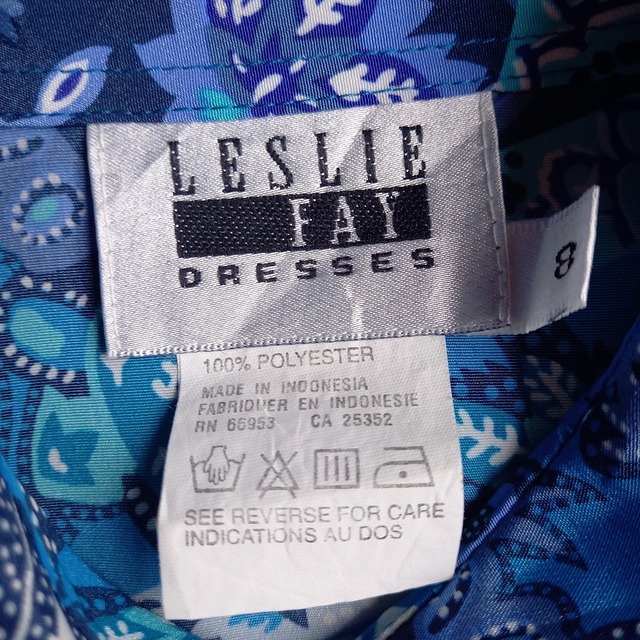 LESLIE
FAY
DRESSES
8
100% POLYESTER
MADE IN INDONESIA
FABRIQUER EN INDONESIE
RN 66953 CA 25352
SEE REVERSE FOR CARE
INDICATIONS AU DOS